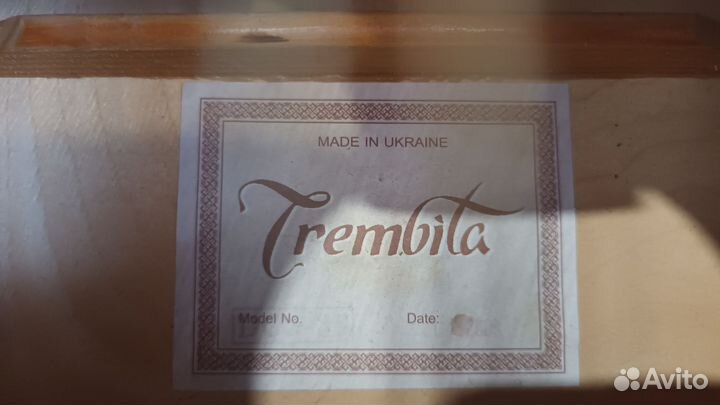 MADE IN UKRAINE
Trembita
Model No.
Date:
Avito